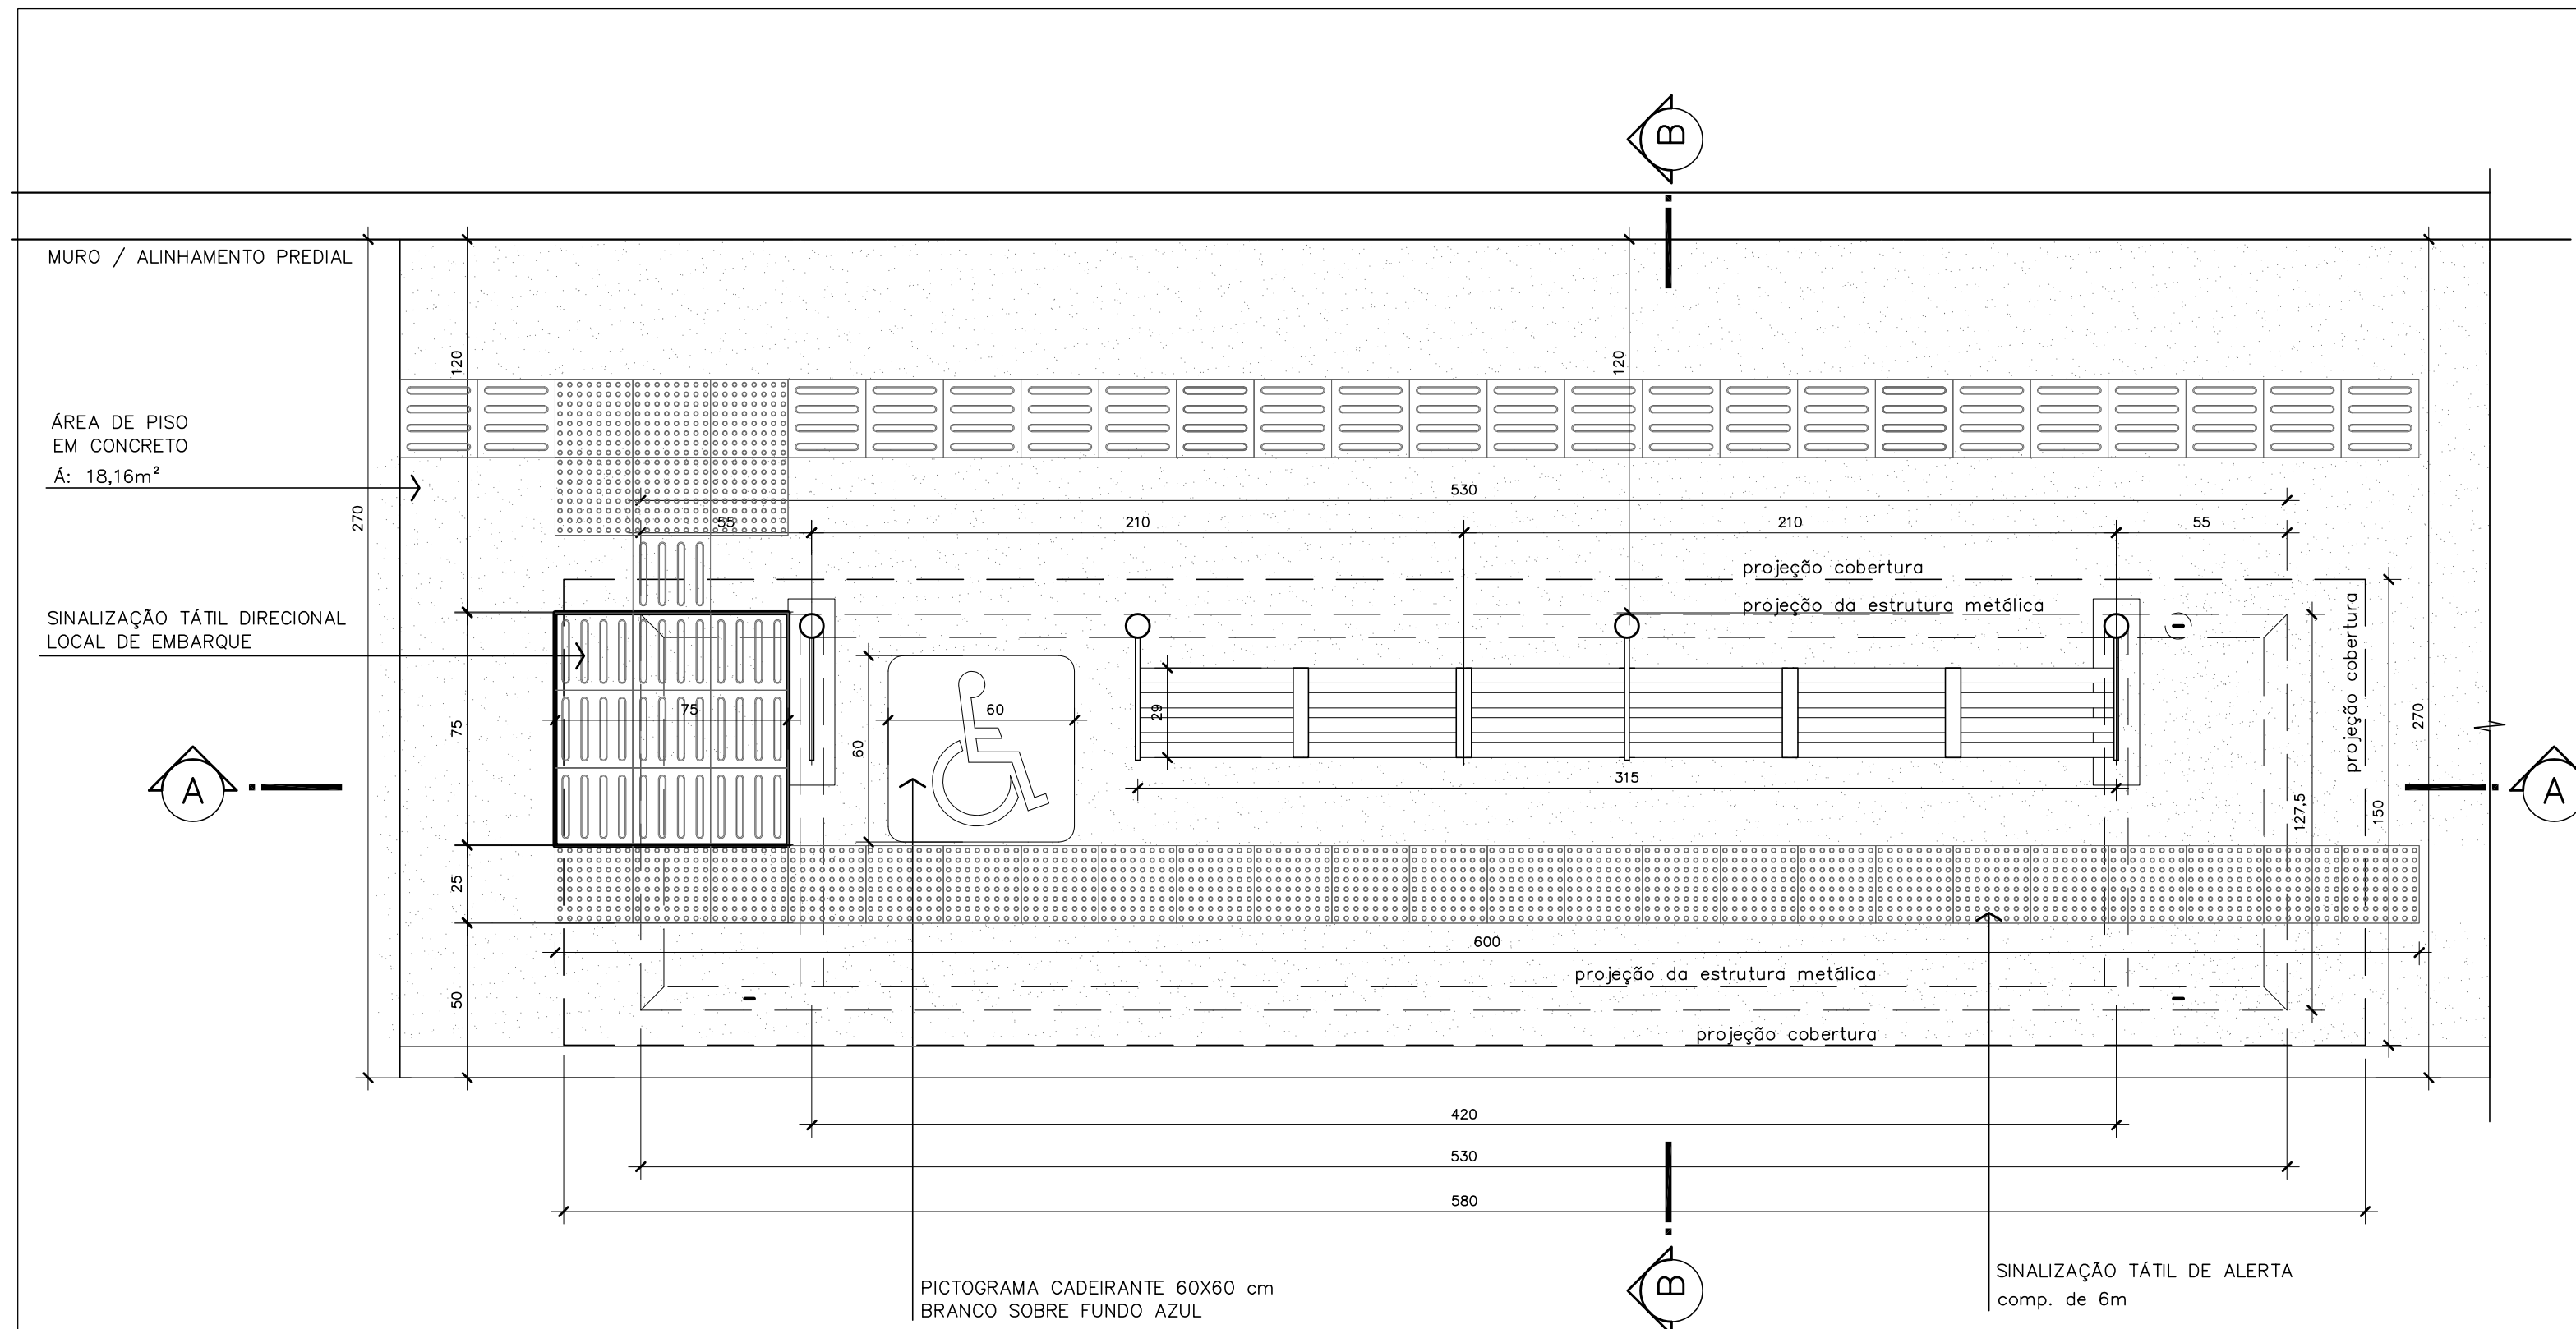 B
MURO / ALINHAMENTO PREDIAL
120
120
ÁREA DE PISO
EM CONCRETO
Á: 18,16m²
270
530
55
210
210
55
projeção cobertura
projeção da estrutura metálica
projeção cobertura
SINALIZAÇÃO TÁTIL DIRECIONAL
LOCAL DE EMBARQUE
75
75
60
60
29
270
315
A
A
127,5
150
25
600
projeção da estrutura metálica
50
projeção cobertura
420
530
580
PICTOGRAMA CADEIRANTE 60X60 cm
BRANCO SOBRE FUNDO AZUL
B
SINALIZAÇÃO TÁTIL DE ALERTA
comp. de 6m